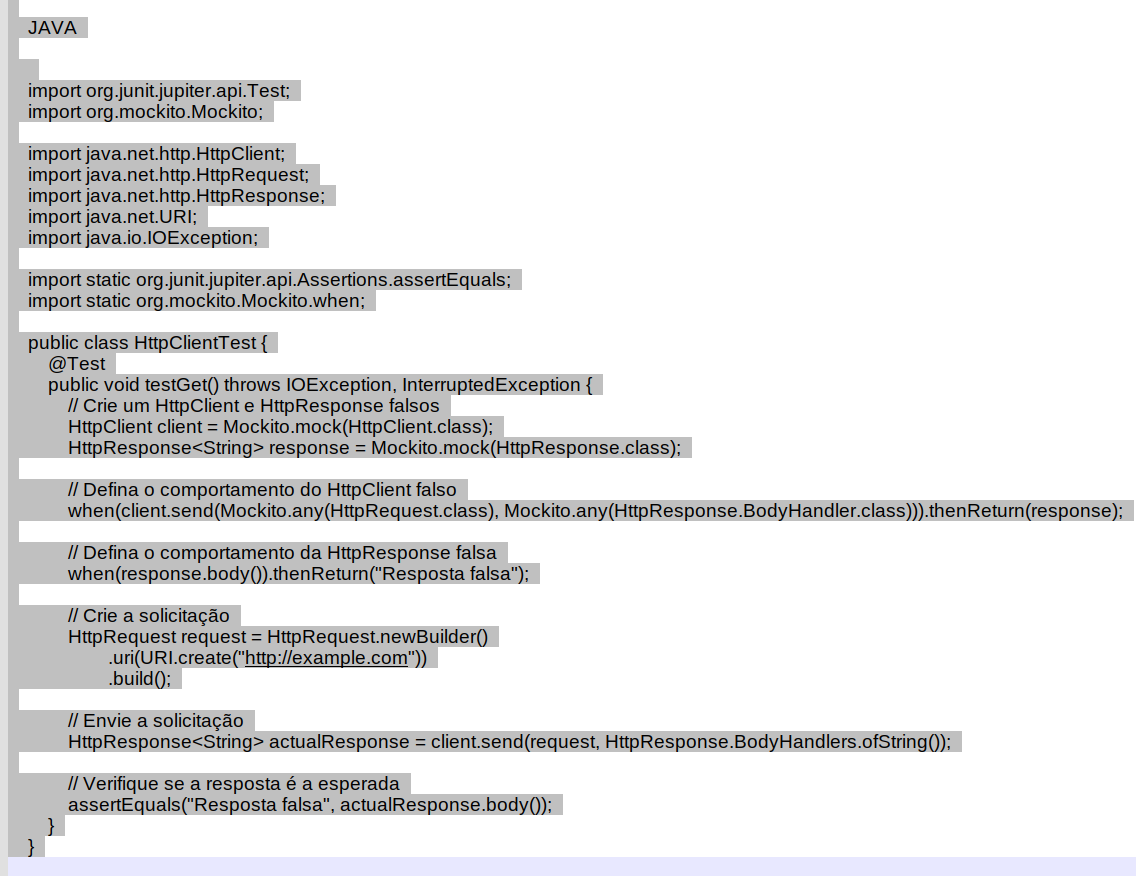 JAVA
import org.junit.jupiter.api.Test;
import org.mockito.Mockito;
import java.net.http.HttpClient;
import java.net.http.HttpRequest;
import java.net.http.HttpResponse;
import java.net.URI;
import java.io.IOException;
import static org.junit.jupiter.api.Assertions.assertEquals;
import static org.mockito.Mockito.when;
public class HttpClientTest {
@Test
public void testGet() throws IOException, InterruptedException {
// Crie um HttpClient e HttpResponse falsos
HttpClient client = Mockito.mock(HttpClient.class);
HttpResponse<String> response = Mockito.mock(HttpResponse.class);
// Defina o comportamento do HttpClient falso
when(client.send(Mockito.any(HttpRequest.class), Mockito.any(HttpResponse.BodyHandler.class))).thenReturn(response);
// Defina o comportamento da HttpResponse falsa
when(response.body()).thenReturn("Resposta falsa");
// Crie a solicitação
HttpRequest request = HttpRequest.newBuilder()
.uri(URI.create("http://example.com"))
.build();
// Envie a solicitação
HttpResponse<String> actualResponse = client.send(request, HttpResponse.BodyHandlers.ofString());
// Verifique se a resposta é a esperada
assertEquals("Resposta falsa", actualResponse.body());
}
}